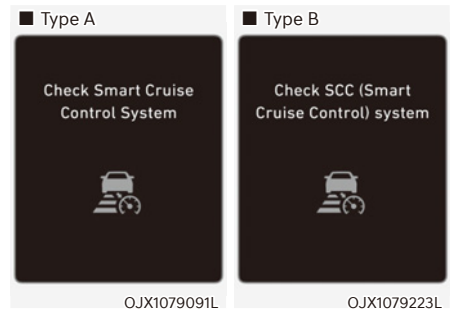 ■ Type A
Check Smart Cruise
Control System
OJX1079091L
■ Type B
Check SCC (Smart
Cruise Control) system
OJX1079223L